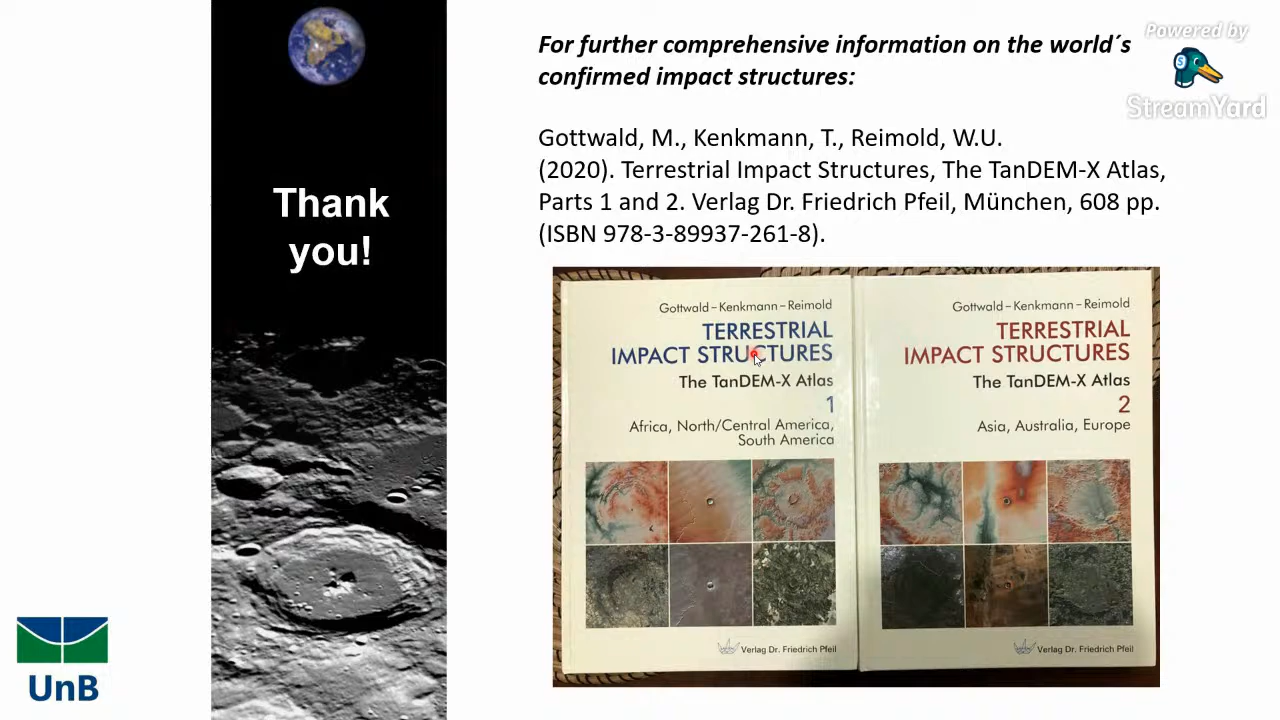 For further comprehensive information on the world´s
confirmed impact structures:
Powered by
StreamYard
Gottwald, M., Kenkmann, T., Reimold, W.U.
(2020). Terrestrial Impact Structures, The TanDEM-X Atlas,
Parts 1 and 2. Verlag Dr. Friedrich Pfeil, München, 608 pp.
(ISBN 978-3-89937-261-8).
Thank
you!
Gottwald – Kenkmann – Reimold
TERRESTRIAL
IMPACT STRUCTURES
The TanDEM-X Atlas
1
Africa, North/Central America,
South America
Verlag Dr. Friedrich Pfeil
Gottwald – Kenkmann – Reimold
TERRESTRIAL
IMPACT STRUCTURES
The TanDEM-X Atlas
2
Asia, Australia, Europe
Verlag Dr. Friedrich Pfeil
UnB